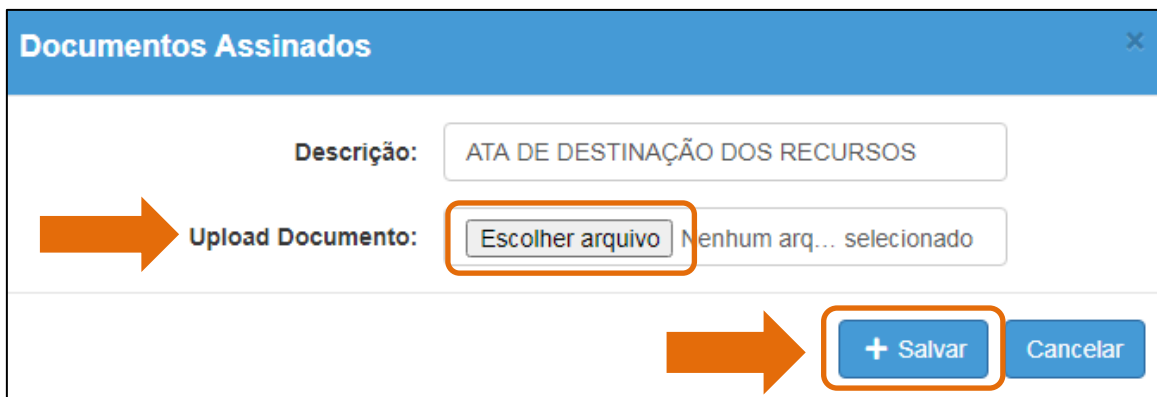 Documentos Assinados ×
Descrição: ATA DE DESTINAÇÃO DOS RECURSOS
Upload Documento: Escolher arquivo Nenhum arq... selecionado
+ Salvar Cancelar